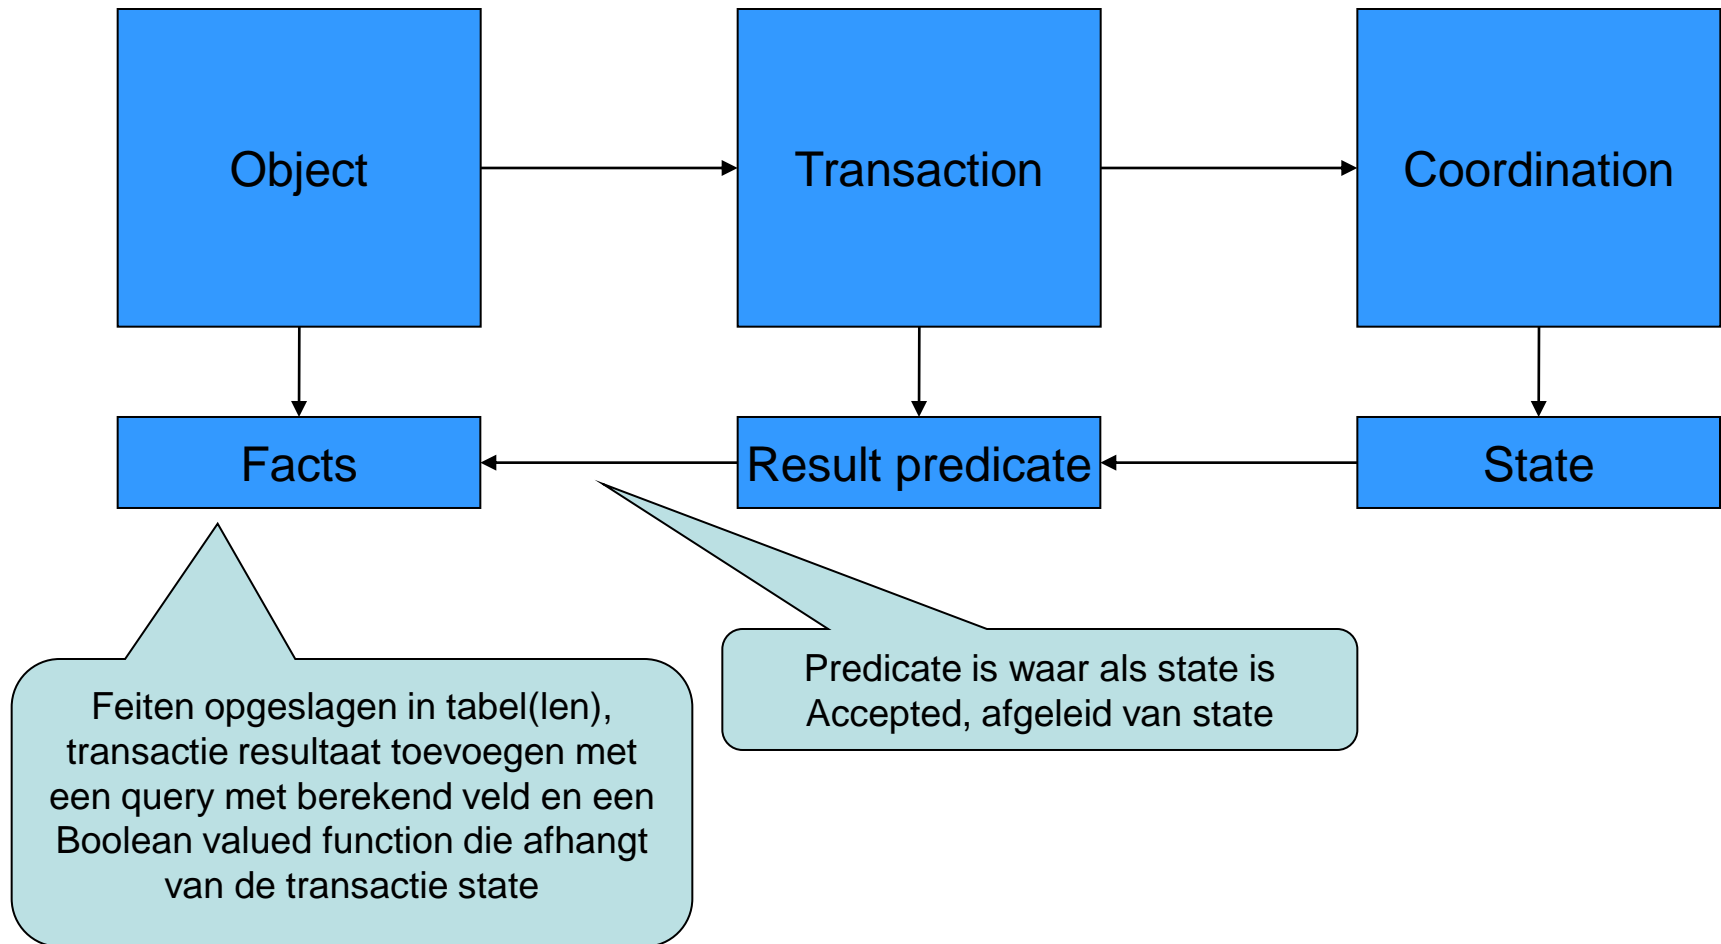 Object
Transaction
Coordination
Facts
Result predicate
State
Predicate is waar als state is
Accepted, afgeleid van state
Feiten opgeslagen in tabel(len),
transactie resultaat toevoegen met
een query met berekend veld en een
Boolean valued function die afhangt
van de transactie state